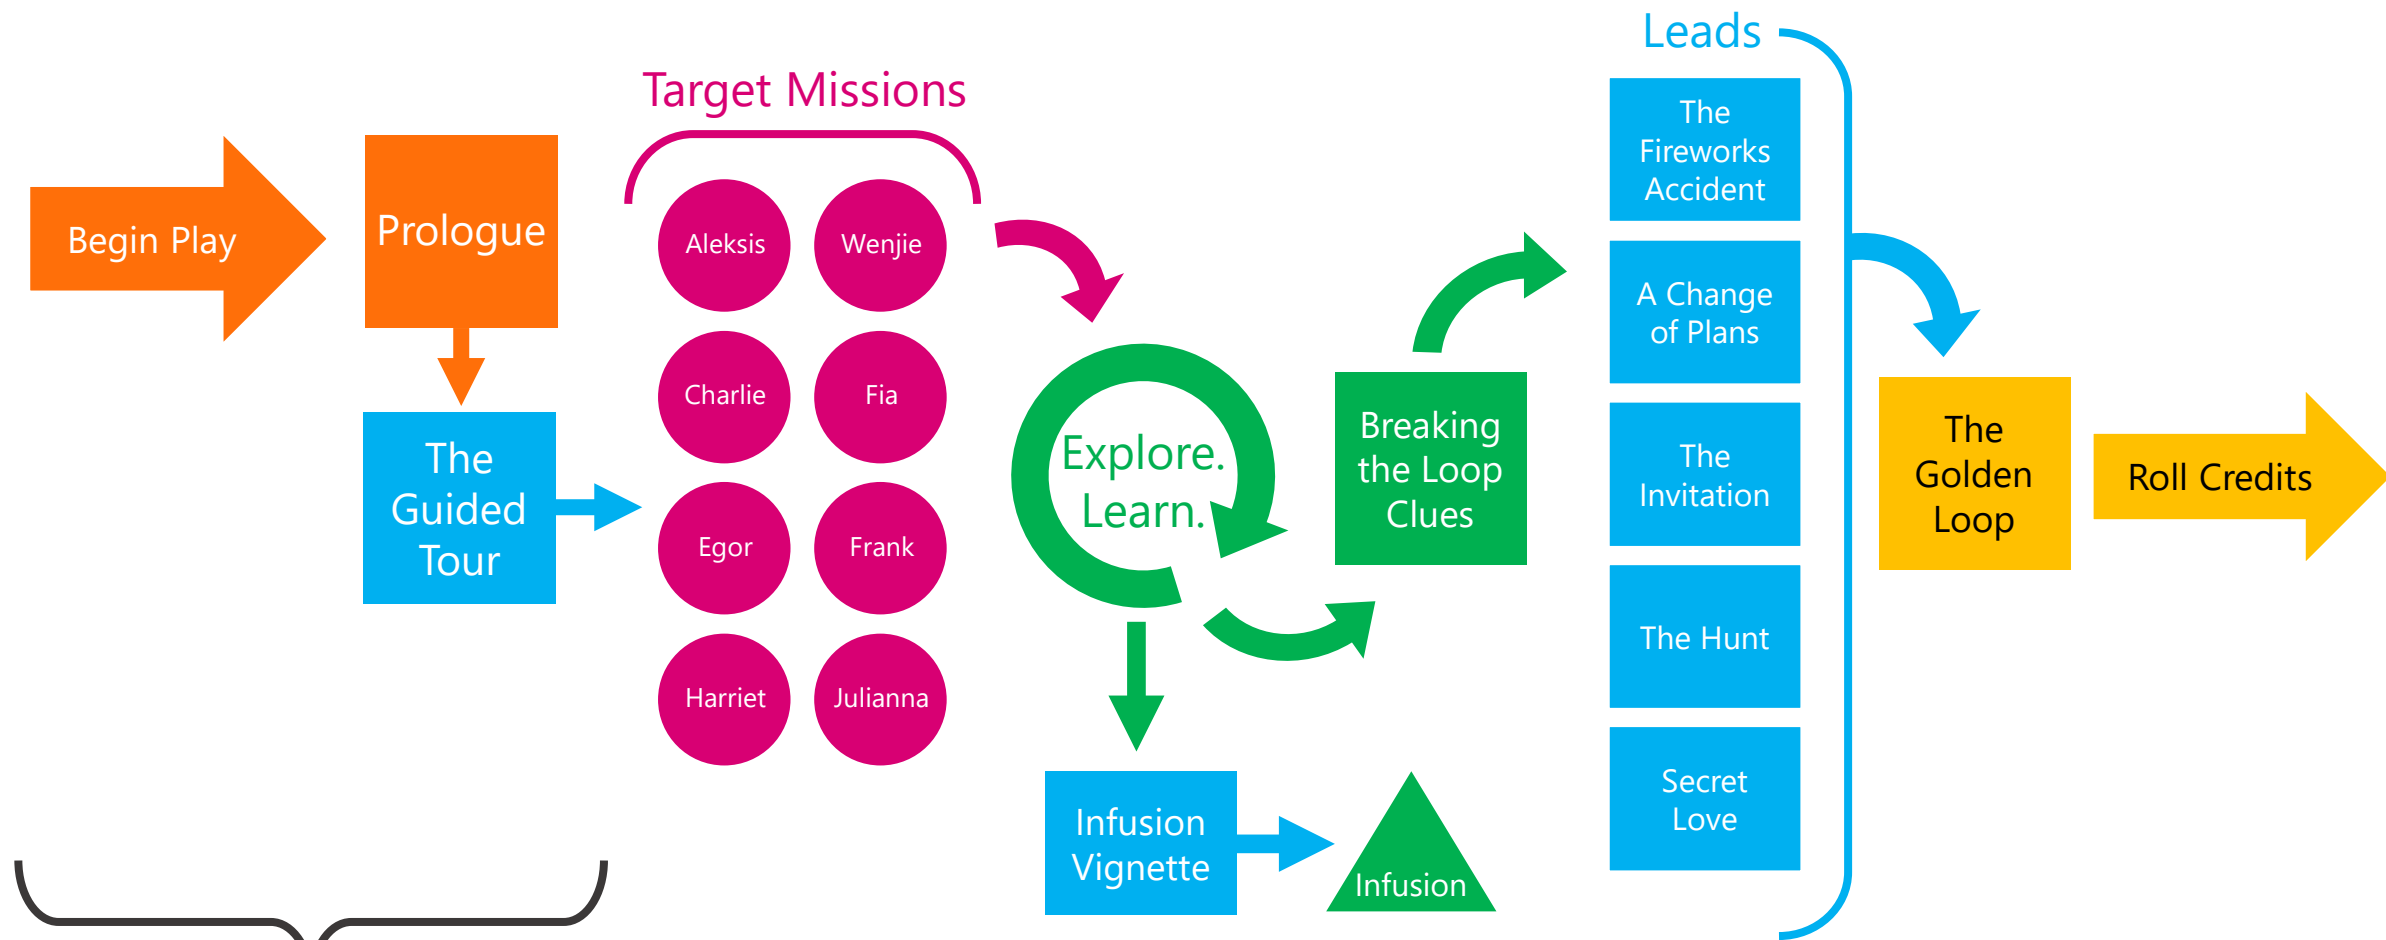 Begin Play
Prologue
The
Guided
Tour
Target Missions
Aleksis
Wenjie
Charlie
Fia
Egor
Frank
Harriet
Julianna
Explore.
Learn.
Infusion
Vignette
Infusion
Breaking
the Loop
Clues
Leads
The
Fireworks
Accident
A Change
of Plans
The
Invitation
The Hunt
Secret
Love
The
Golden
Loop
Roll Credits